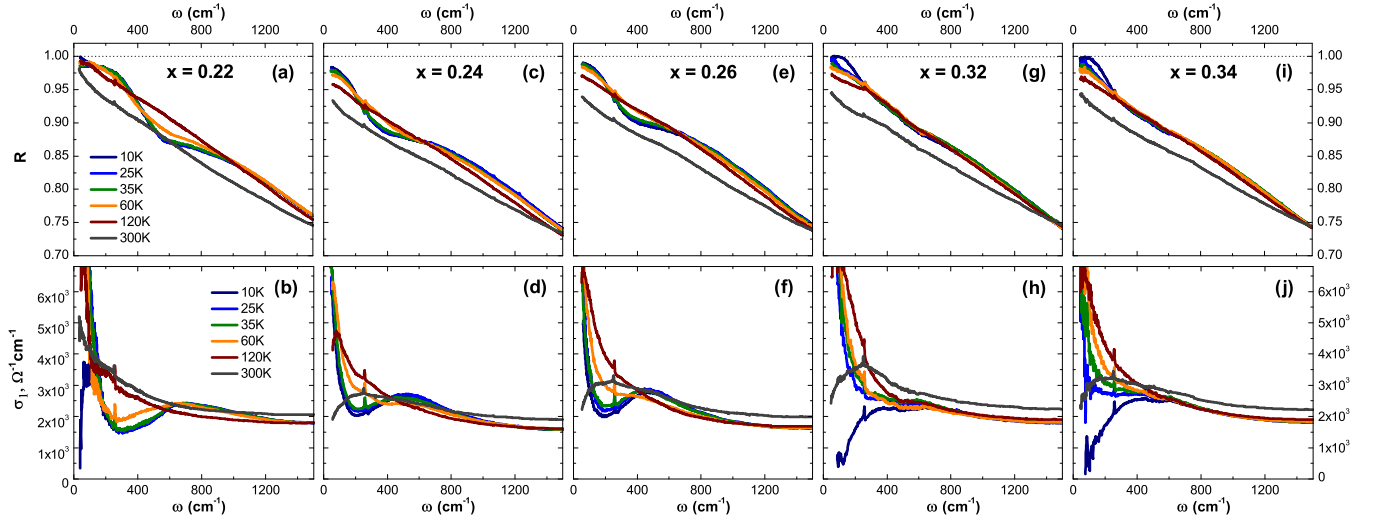 ω (cm⁻¹) ω (cm⁻¹) ω (cm⁻¹) ω (cm⁻¹) ω (cm⁻¹)
0 400 800 1200 0 400 800 1200 0 400 800 1200 0 400 800 1200 0 400 800 1200
1.00 1.00
x = 0.22 (a) x = 0.24 (c) x = 0.26 (e) x = 0.32 (g) x = 0.34 (i)
0.95 0.95
0.90 0.90
R
0.85 0.85
0.80 0.80
0.75 0.75
0.70 0.70
10K
25K
35K
60K
120K
300K
(b) (d) (f) (h) (j)
σ₁, Ω⁻¹cm⁻¹
6x10³ 6x10³
5x10³ 5x10³
4x10³ 4x10³
3x10³ 3x10³
2x10³ 2x10³
1x10³ 1x10³
0 0
10K
25K
35K
60K
120K
300K
0 400 800 1200 0 400 800 1200 0 400 800 1200 0 400 800 1200 0 400 800 1200
ω (cm⁻¹) ω (cm⁻¹) ω (cm⁻¹) ω (cm⁻¹) ω (cm⁻¹)